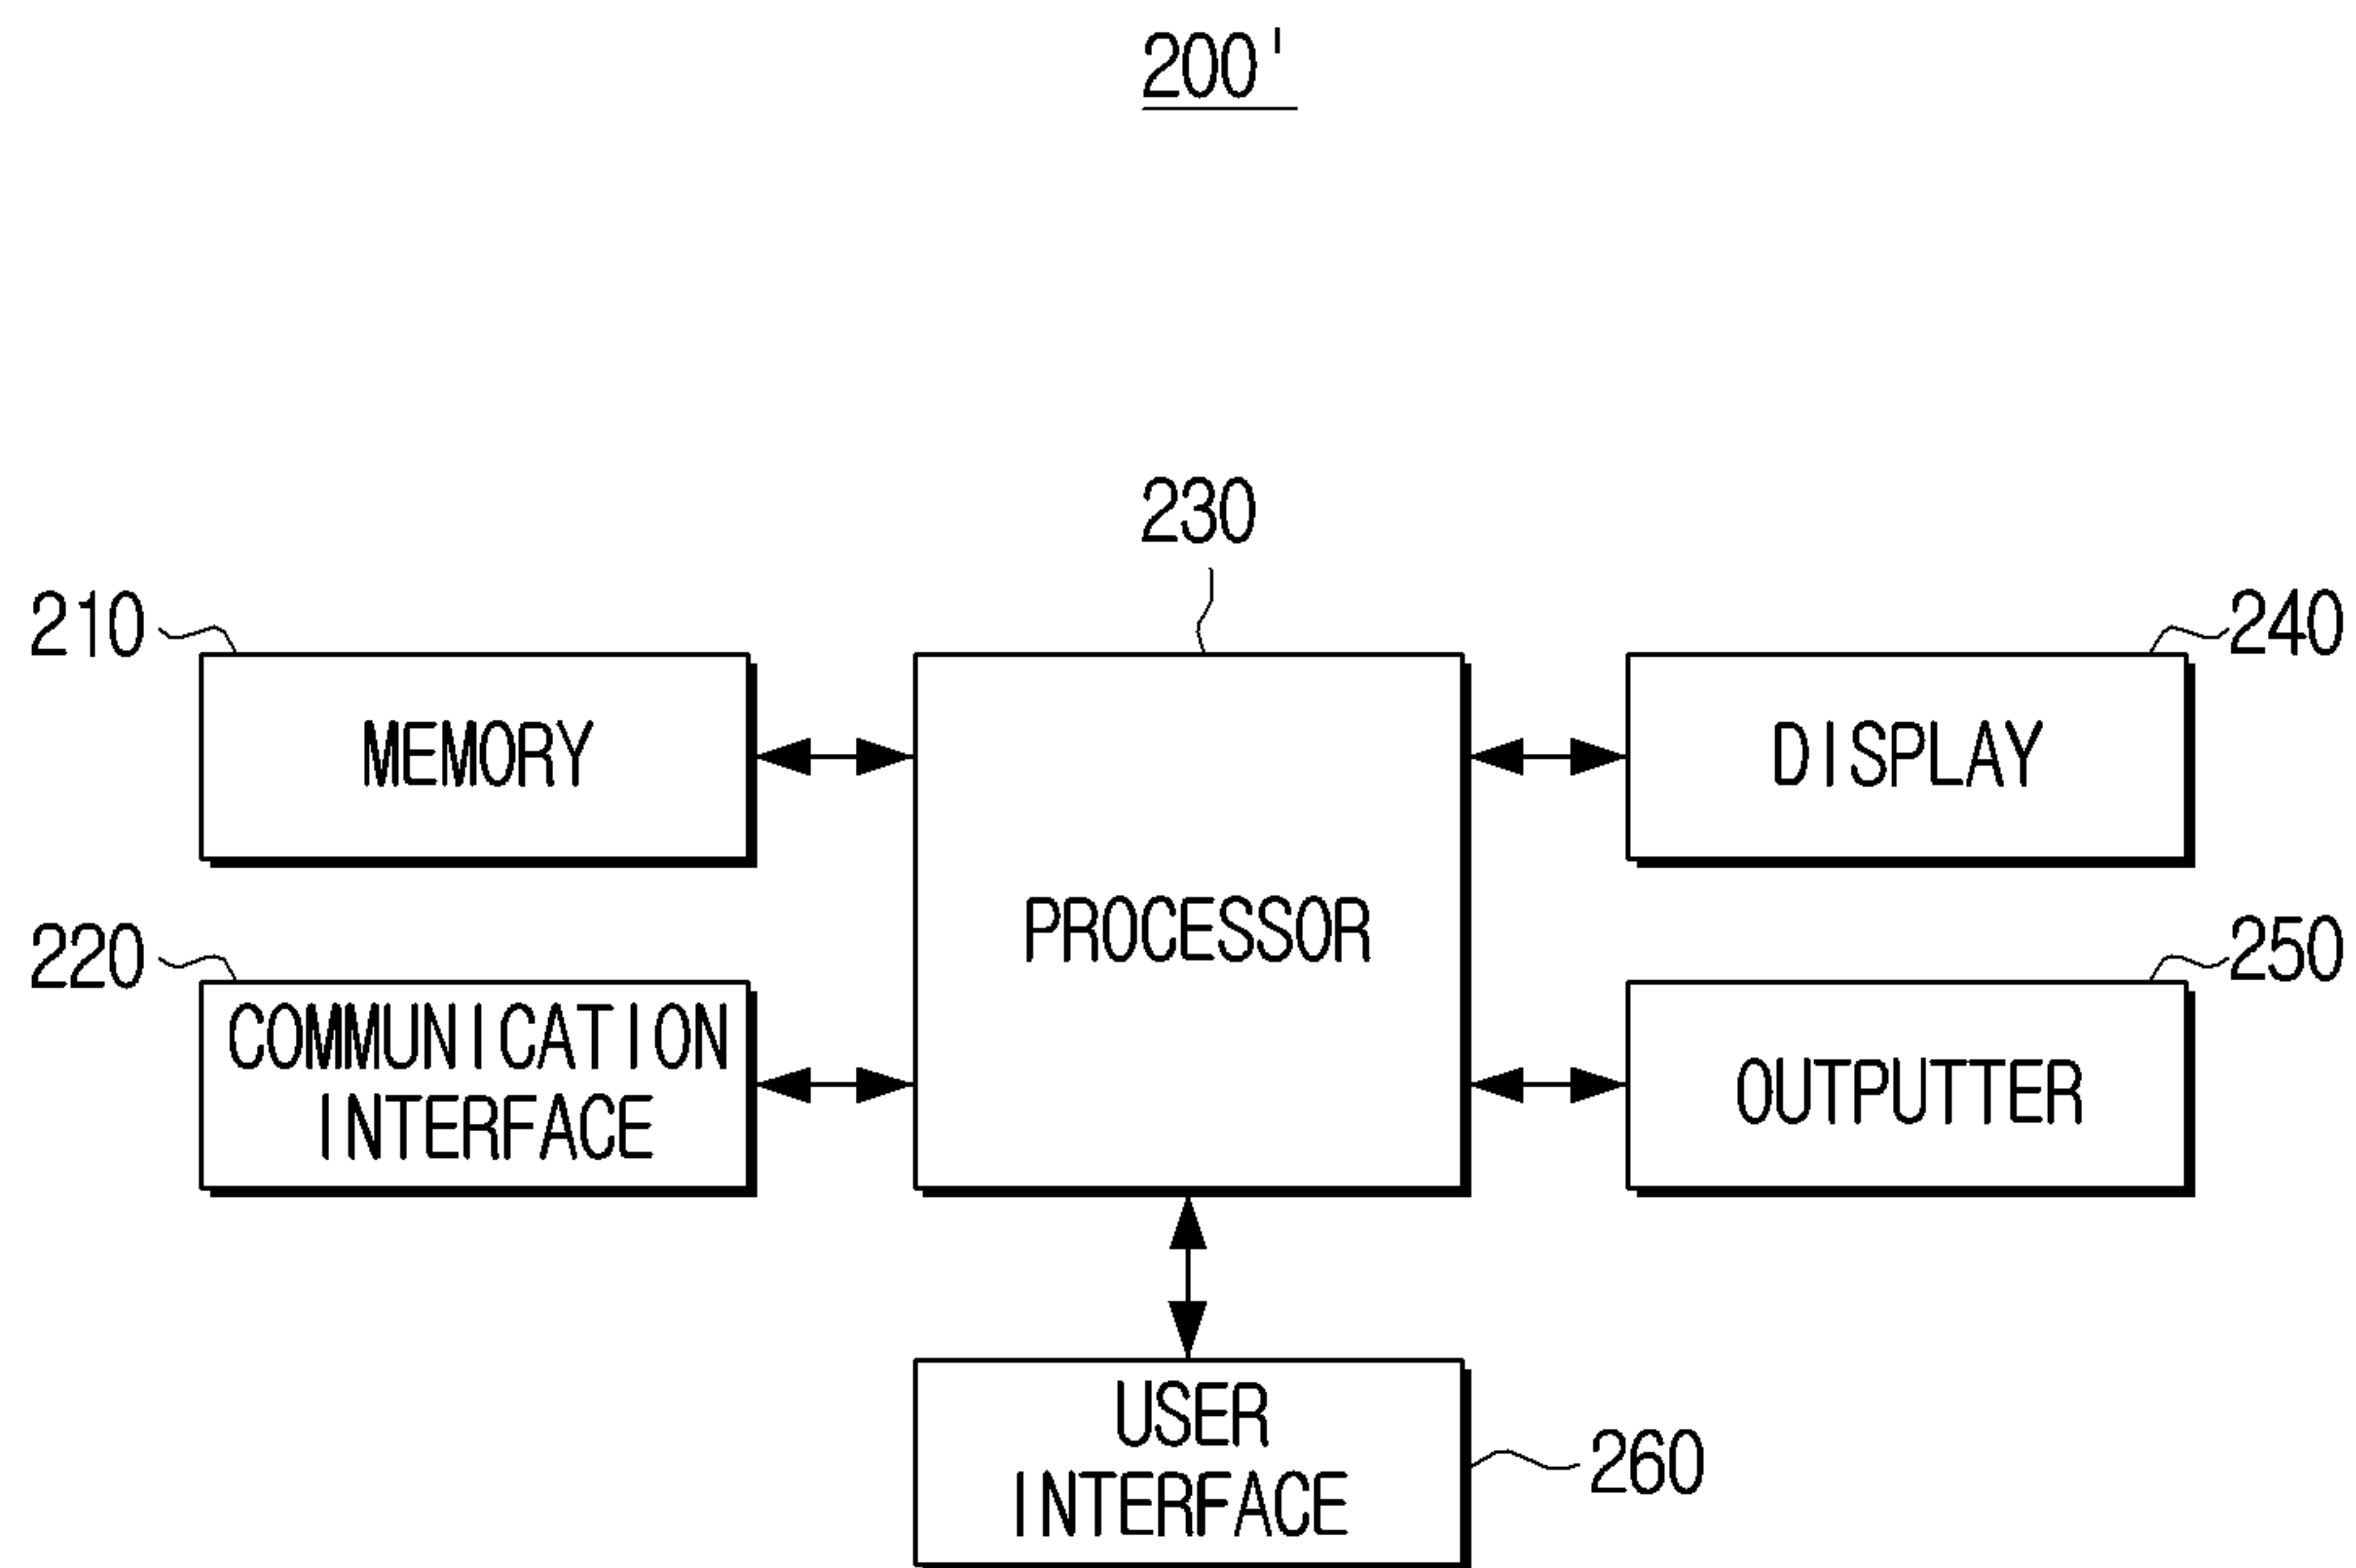 200'
230
210
240
MEMORY
DISPLAY
PROCESSOR
220
250
COMMUNICATION
INTERFACE
OUTPUTTER
USER
INTERFACE
260